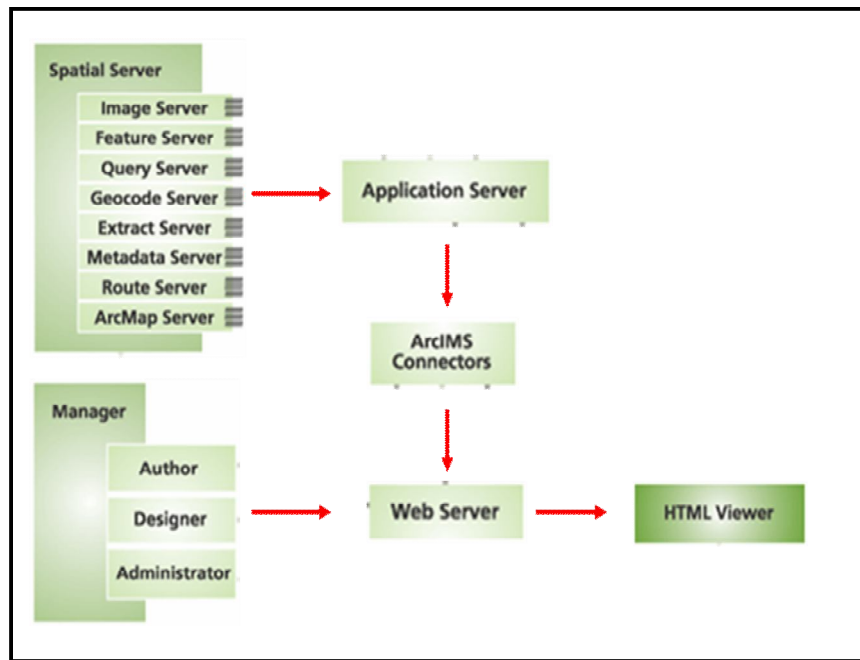 Spatial Server
Image Server
Feature Server
Query Server
Geocode Server
Extract Server
Metadata Server
Route Server
ArcMap Server
Application Server
ArcIMS
Connectors
Manager
Author
Designer
Administrator
Web Server
HTML Viewer